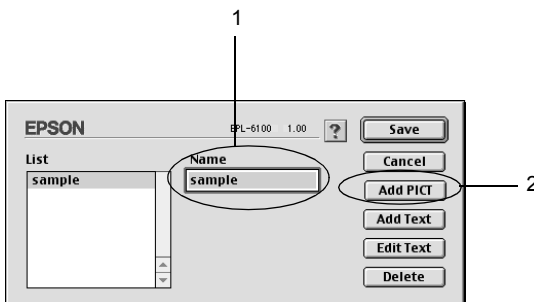 1
EPSON
EPL-6100 1.00 ? Save
List Name Cancel
sample sample Add PICT 2
Add Text
Edit Text
Delete